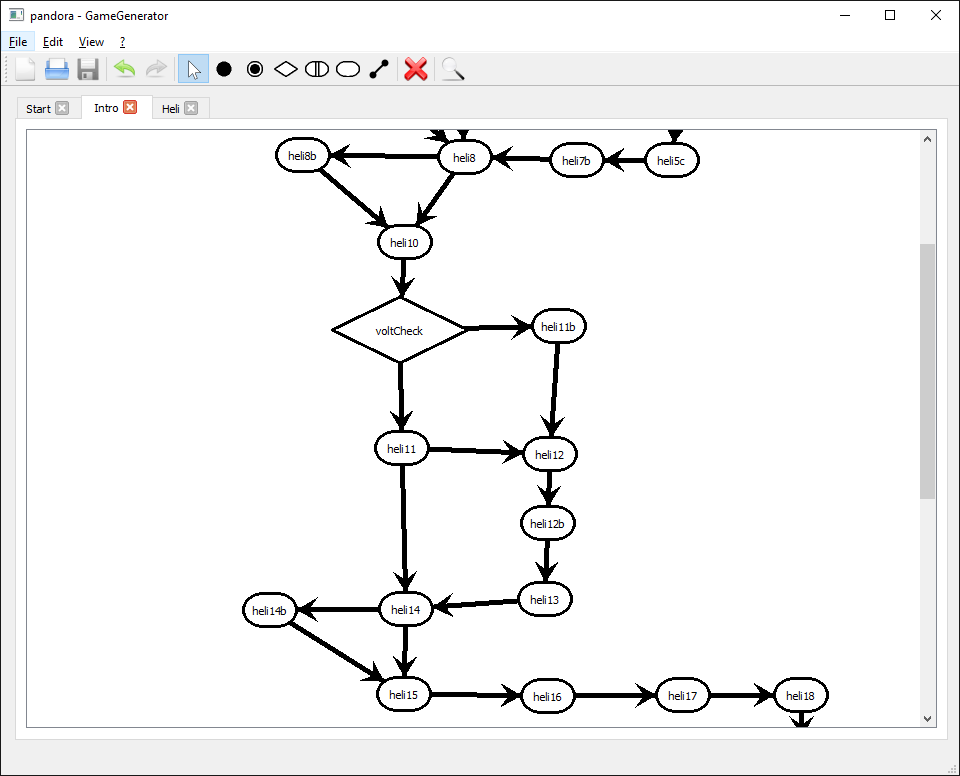 pandora - GameGenerator
File Edit View ?
Start Intro Heli
heli8b heli8 heli7b heli5c
heli10
voltCheck heli11b
heli11 heli12
heli12b
heli13
heli14b heli14
heli15 heli16 heli17 heli18